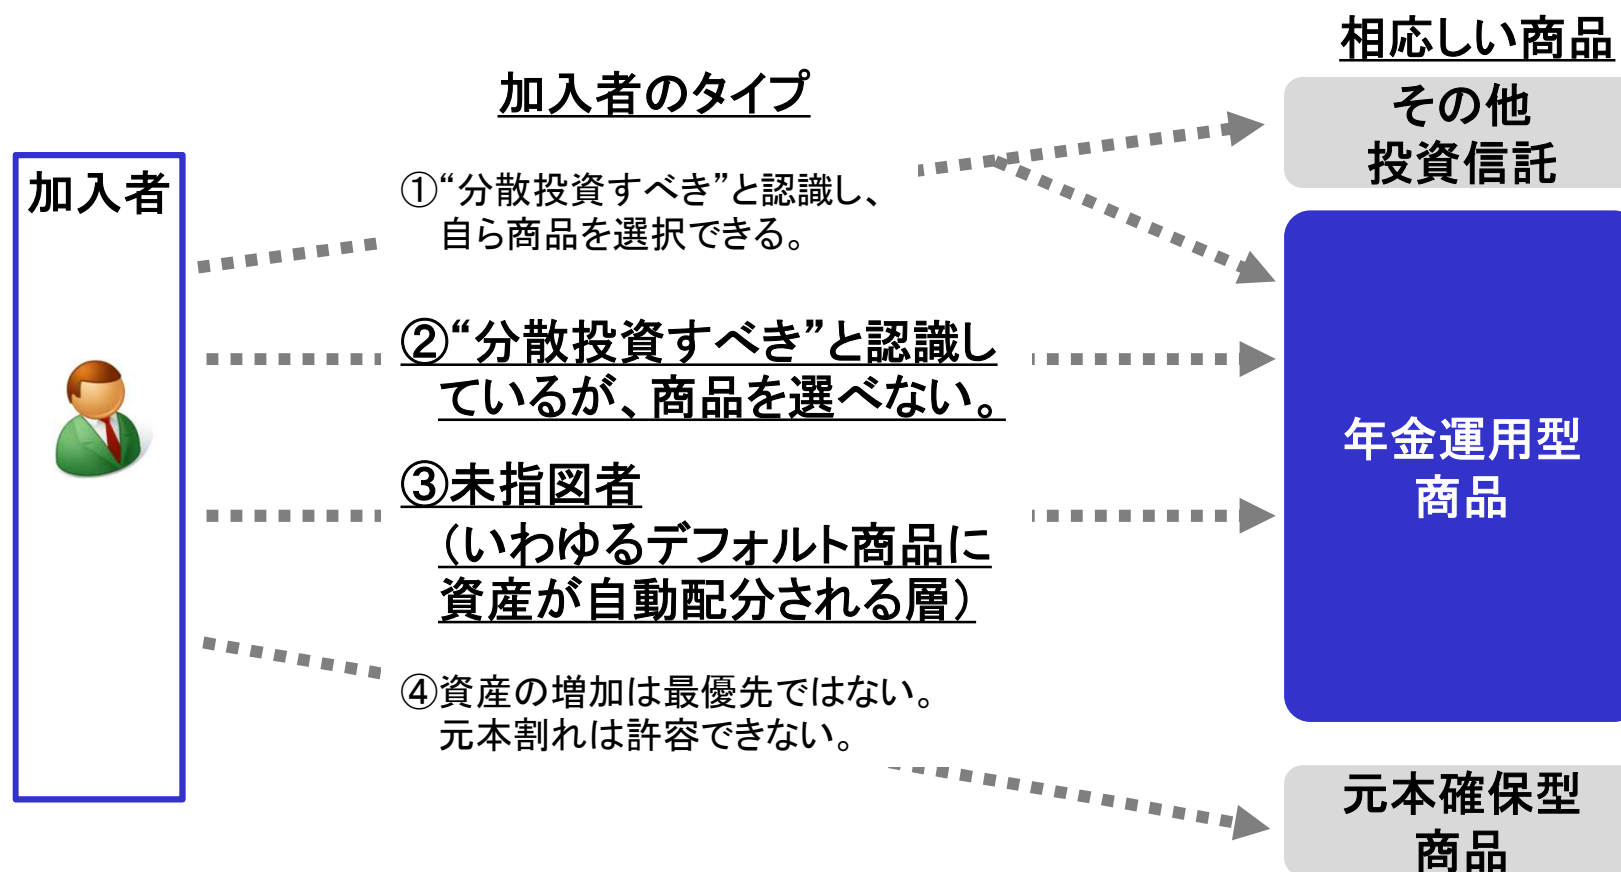 相応しい商品
加入者のタイプ
その他
投資信託
加入者
①“分散投資すべき”と認識し、
自ら商品を選択できる。
②“分散投資すべき”と認識し
ているが、商品を選べない。
年金運用型
商品
③未指図者
（いわゆるデフォルト商品に
資産が自動配分される層）
④資産の増加は最優先ではない。
元本割れは許容できない。
元本確保型
商品